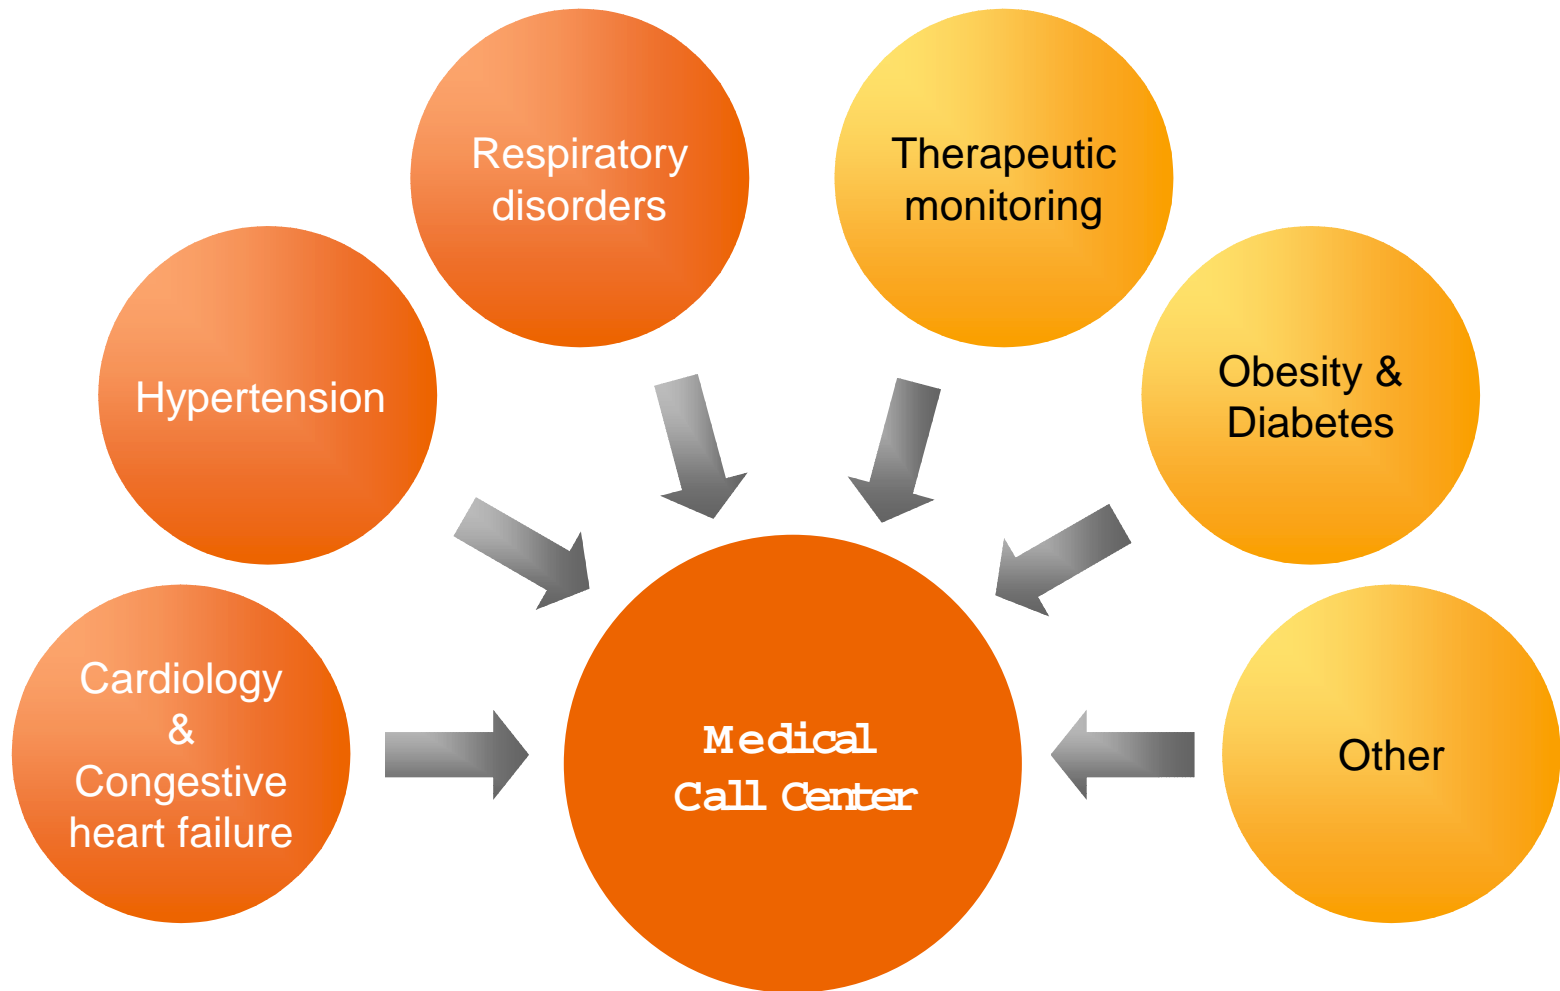 Respiratory
disorders
Therapeutic
monitoring
Hypertension
Obesity &
Diabetes
Cardiology
&
Congestive
heart failure
Medical
Call Center
Other